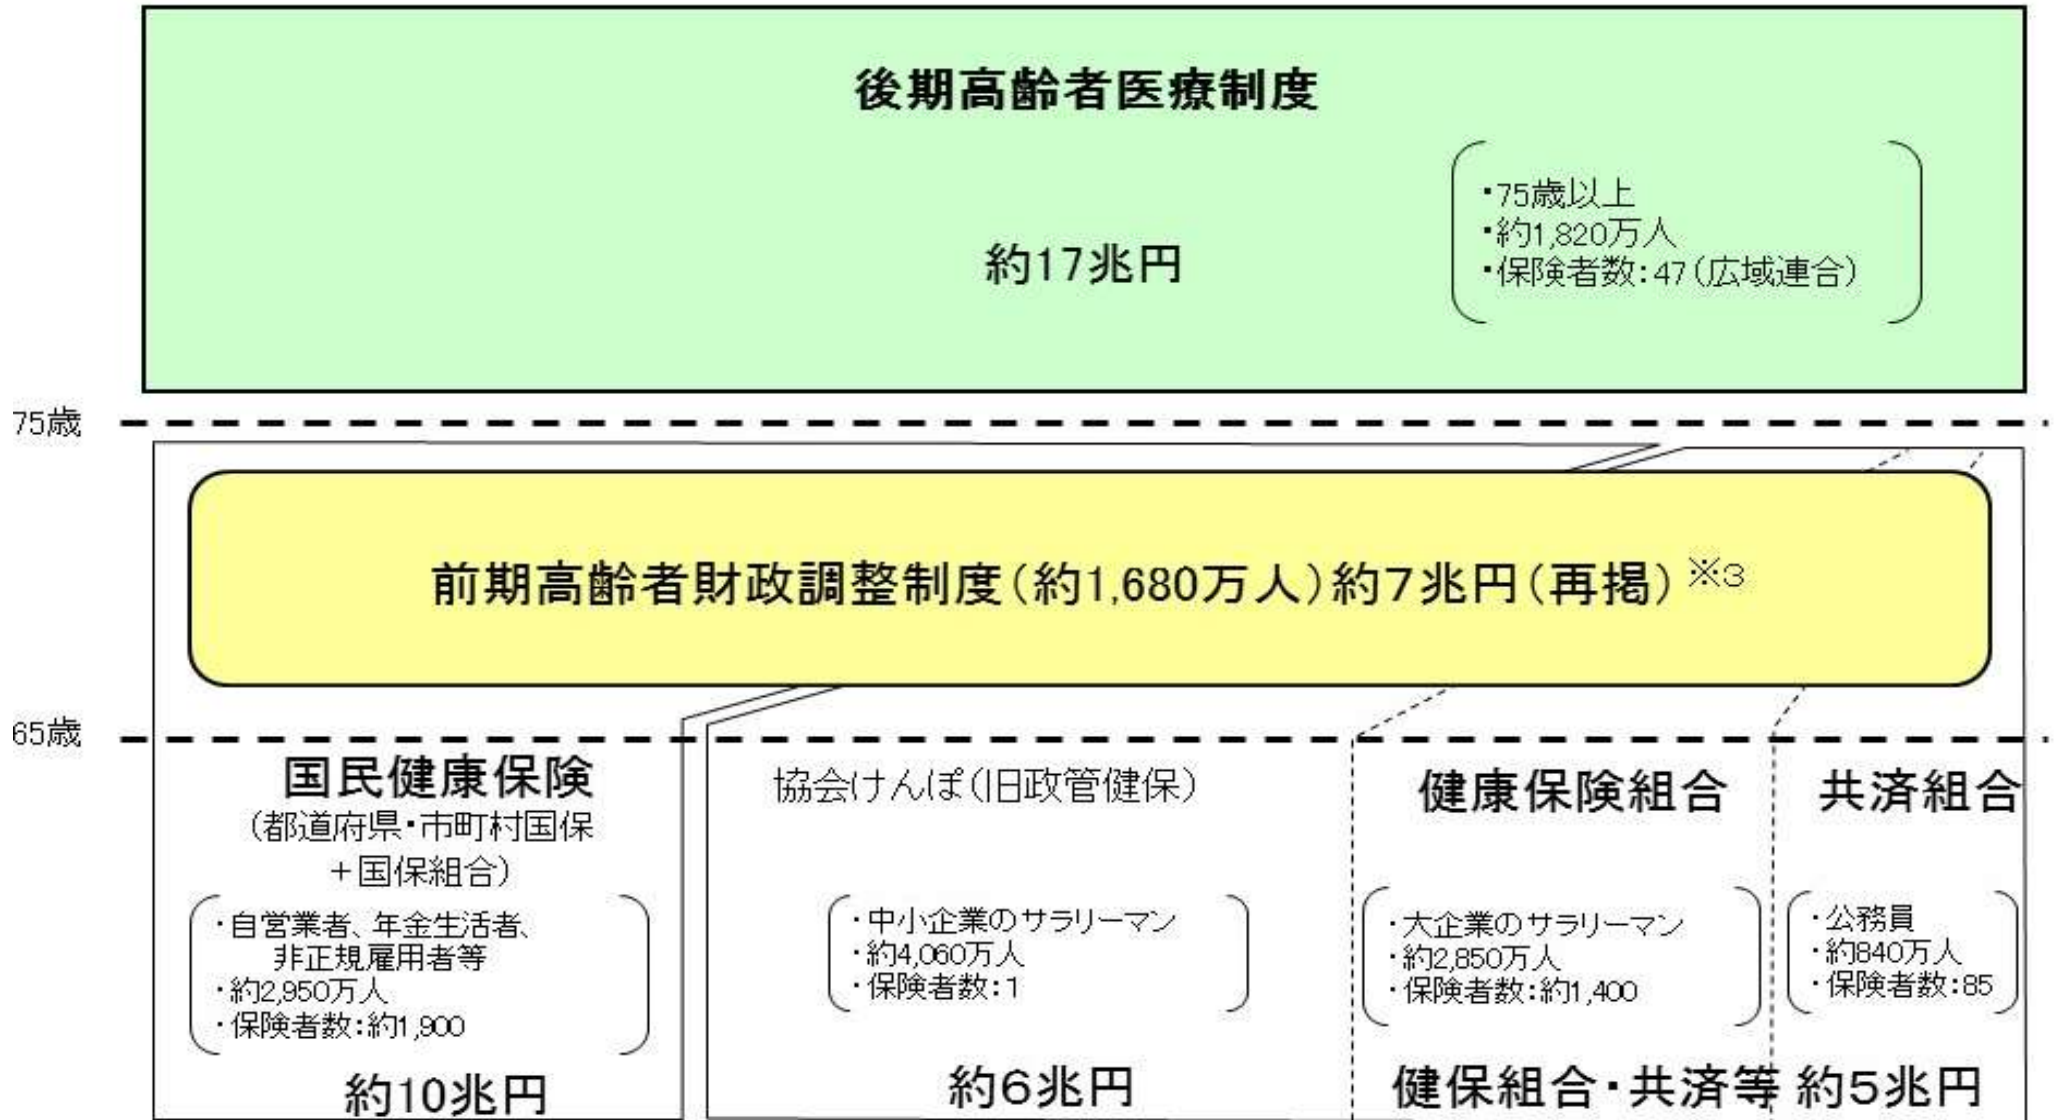 後期高齢者医療制度
約17兆円
・75歳以上
・約1,820万人
・保険者数：47（広域連合）
75歳
前期高齢者財政調整制度（約1,680万人）約７兆円（再掲）※3
65歳
国民健康保険
（都道府県・市町村国保
＋国保組合）
・自営業者、年金生活者、
非正規雇用者等
・約2,950万人
・保険者数：約1,900
約10兆円
協会けんぽ（旧政管健保）
・中小企業のサラリーマン
・約4,060万人
・保険者数：1
約６兆円
健康保険組合
・大企業のサラリーマン
・約2,850万人
・保険者数：約1,400
共済組合
・公務員
・約840万人
・保険者数：85
健保組合・共済等 約５兆円